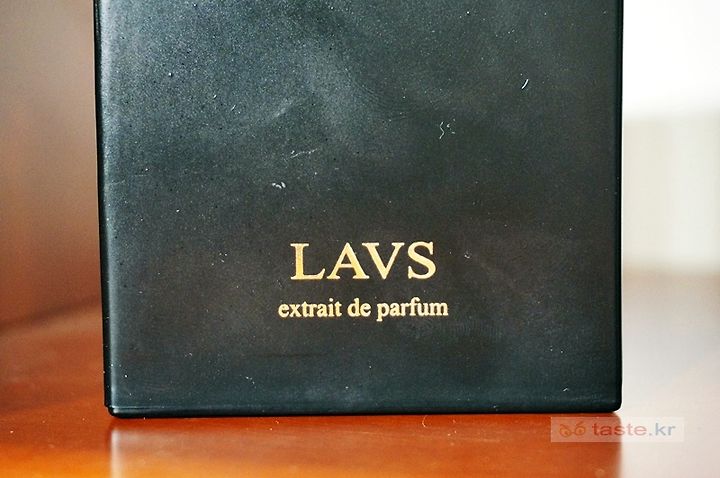 LAVS
extrait de parfum
taste.kr